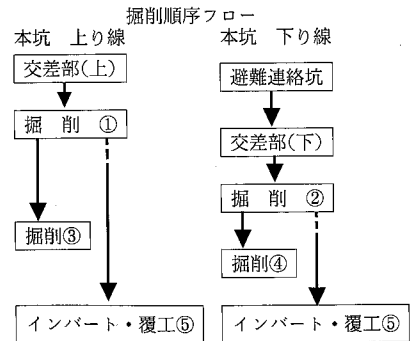 掘削順序フロー
本坑 上り線
交差部(上)
掘 削 ①
掘削③
インバート・覆工⑤
本坑 下り線
避難連絡坑
交差部(下)
掘 削 ②
掘削④
インバート・覆工⑤